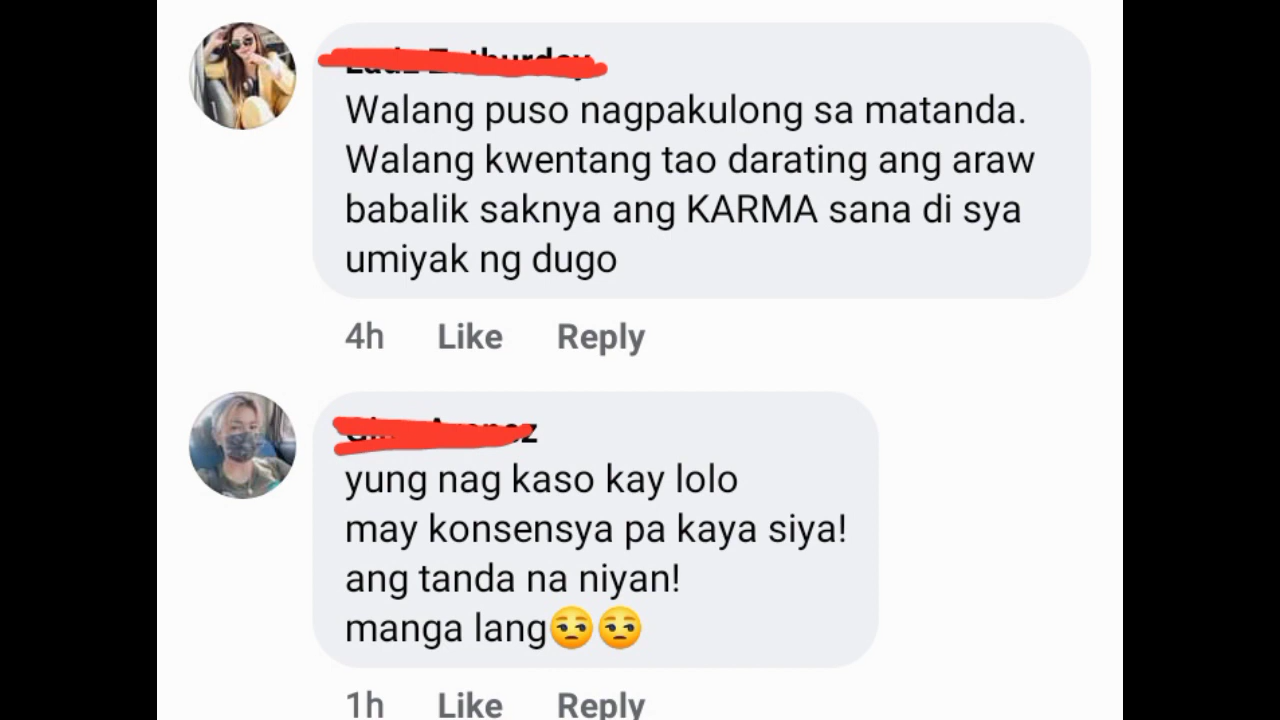 Walang puso nagpakulong sa matanda.
Walang kwentang tao darating ang araw
babalik saknya ang KARMA sana di sya
umiyak ng dugo
4h Like Reply
yung nag kaso kay lolo
may konsensya pa kaya siya!
ang tanda na niyan!
manga lang😒😒
1h Like Reply